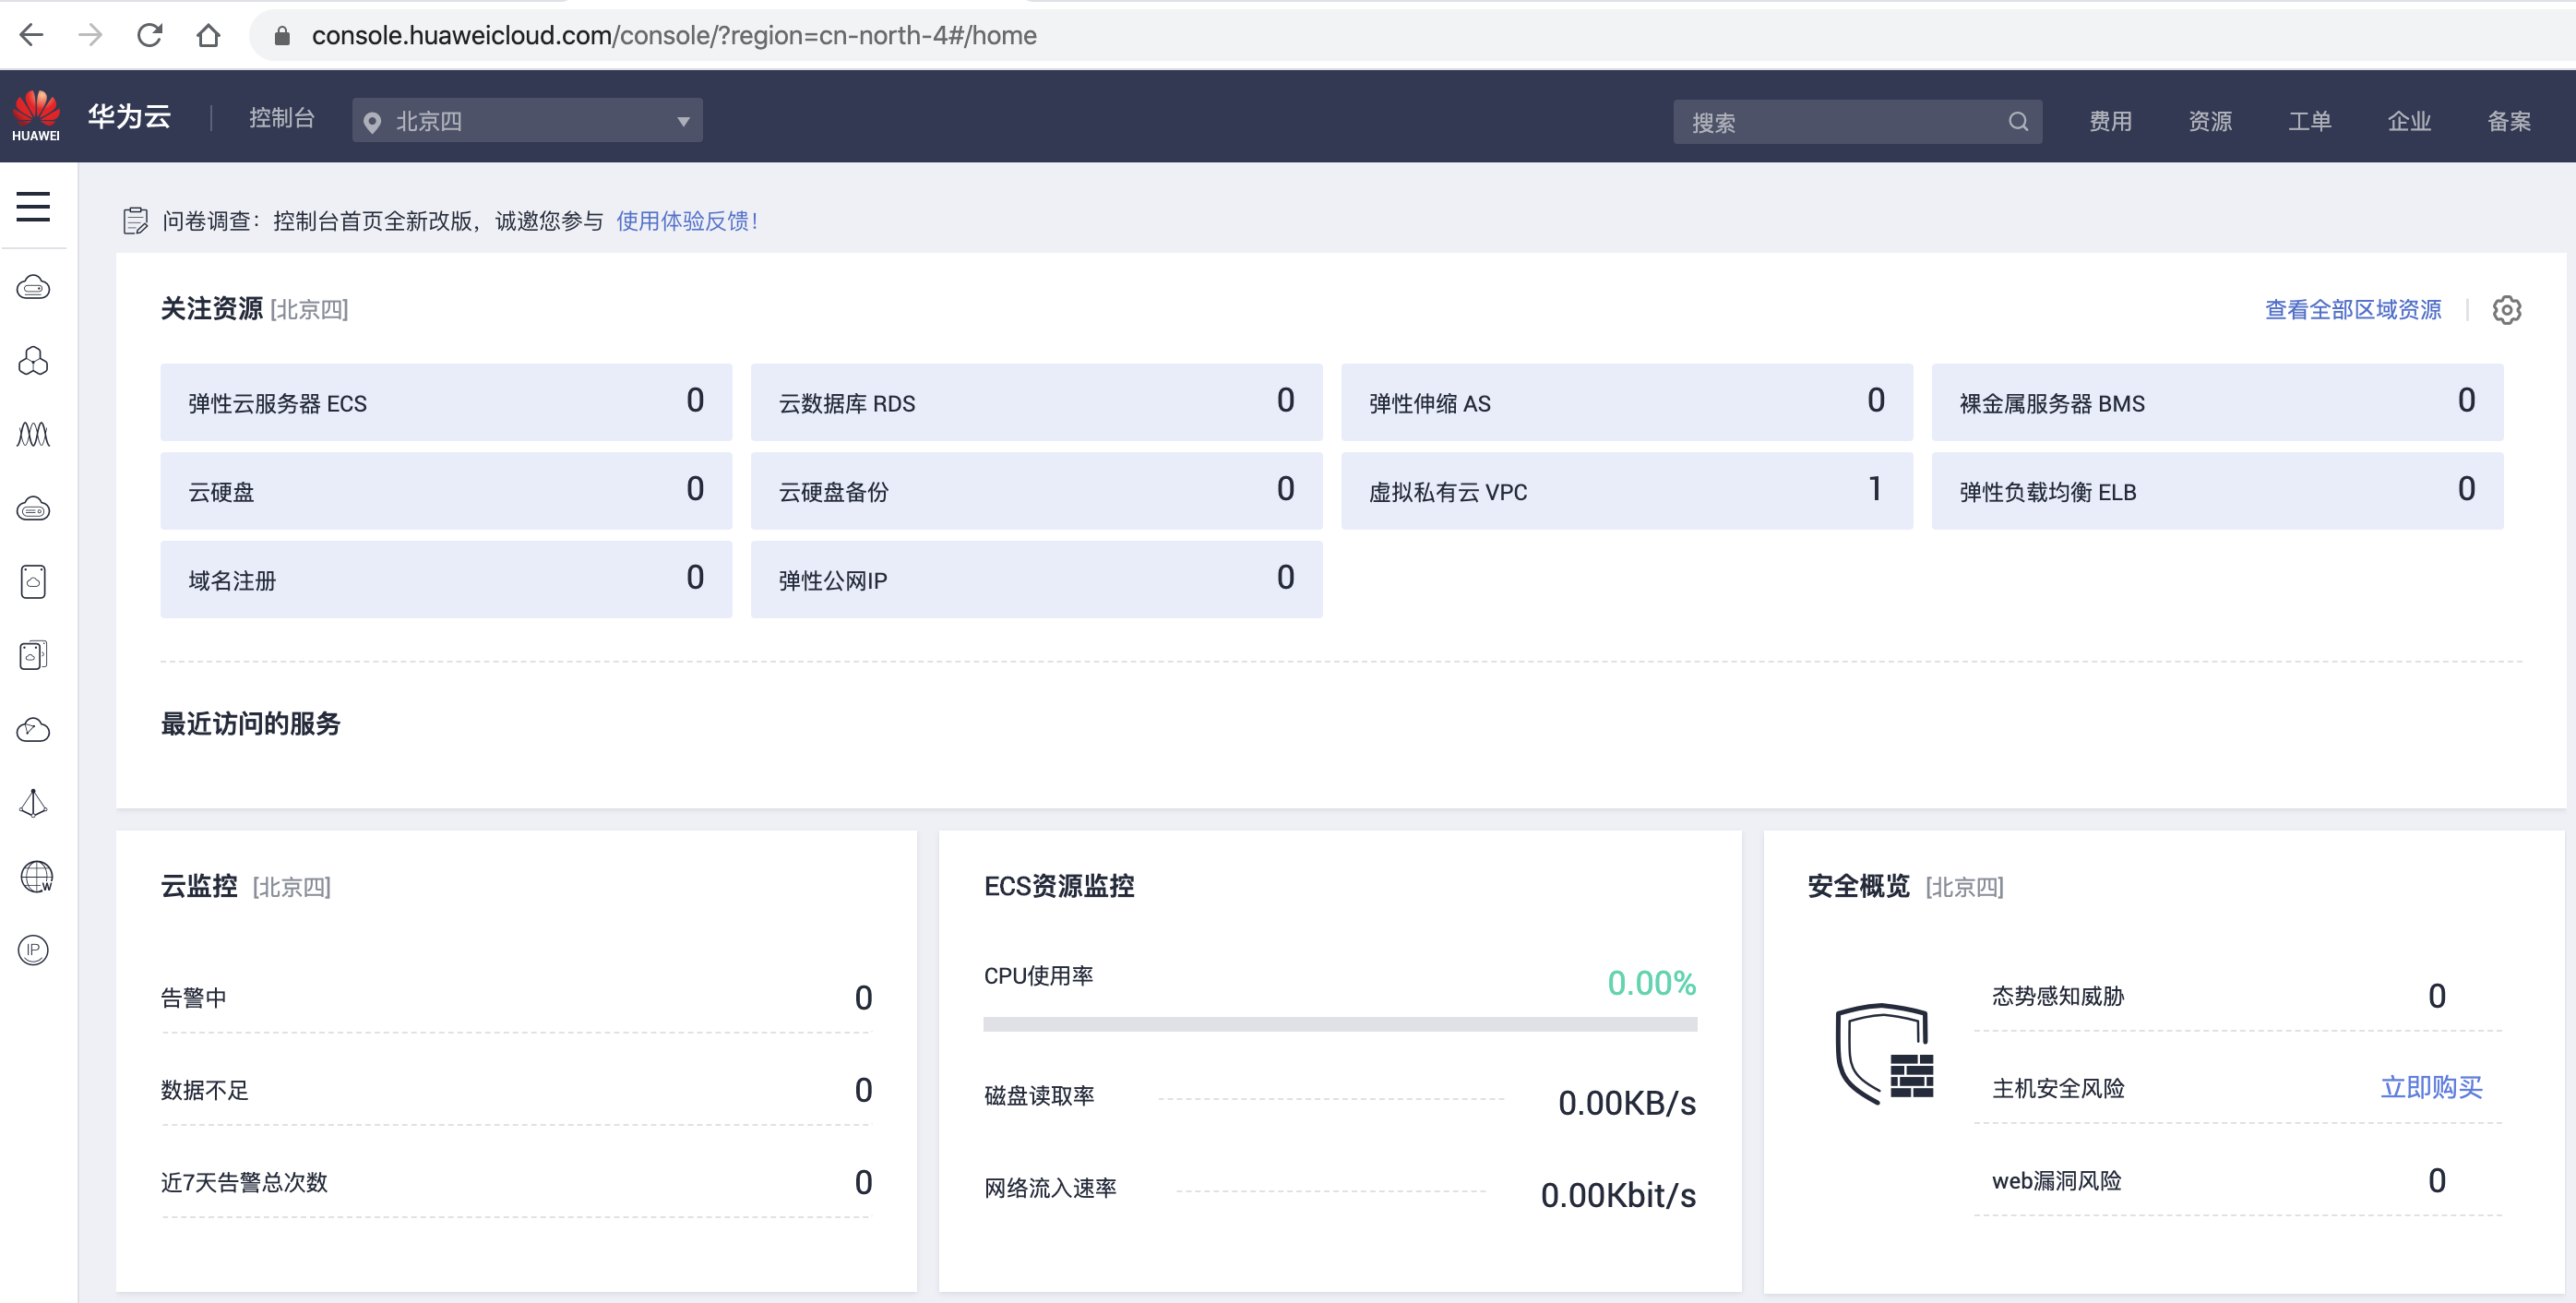 console.huaweicloud.com/console/?region=cn-north-4#/home
HUAWEI
华为云
控制台
北京四
搜索
费用
资源
工单
企业
备案
问卷调查：控制台首页全新改版，诚邀您参与 使用体验反馈！
关注资源 [北京四]
查看全部区域资源
弹性云服务器 ECS 0
云数据库 RDS 0
弹性伸缩 AS 0
裸金属服务器 BMS 0
云硬盘 0
云硬盘备份 0
虚拟私有云 VPC 1
弹性负载均衡 ELB 0
域名注册 0
弹性公网IP 0
最近访问的服务
云监控 [北京四]
告警中 0
数据不足 0
近7天告警总次数 0
ECS资源监控
CPU使用率 0.00%
磁盘读取率 0.00KB/s
网络流入速率 0.00Kbit/s
安全概览 [北京四]
态势感知威胁 0
主机安全风险 立即购买
web漏洞风险 0
W
IP